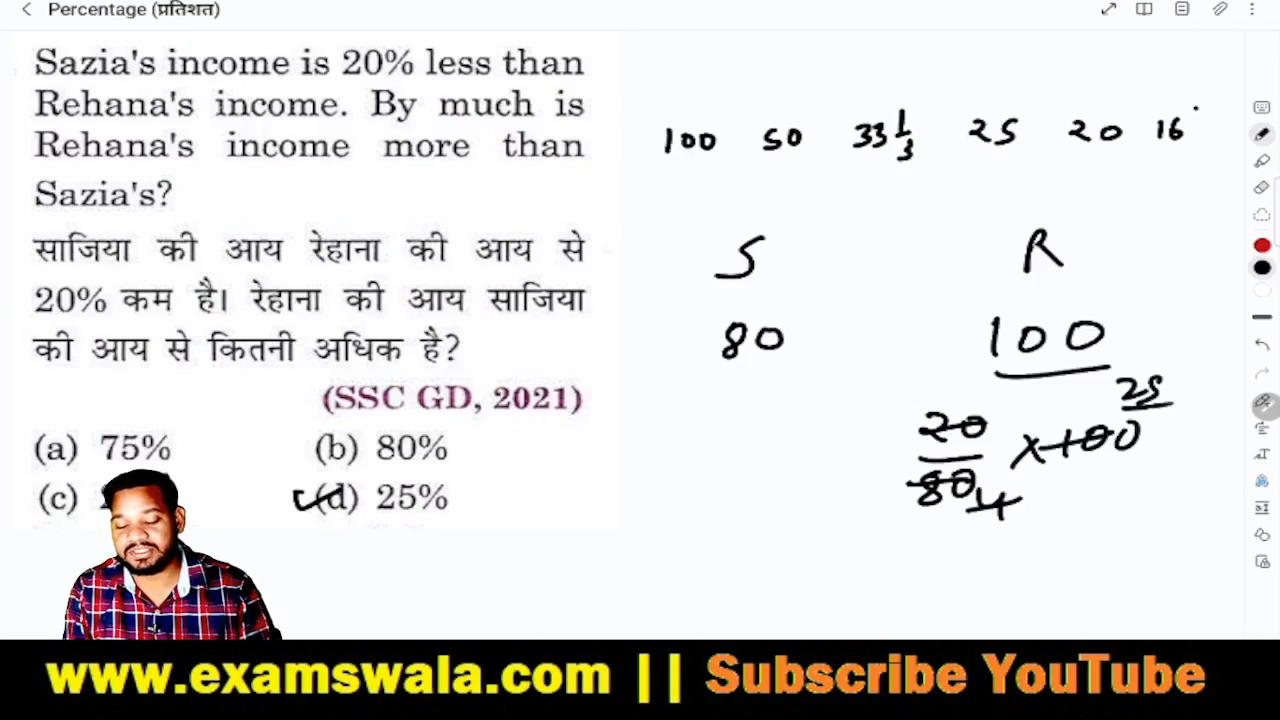 Percentage (प्रतिशत)
Sazia's income is 20% less than
Rehana's income. By much is
Rehana's income more than
Sazia's?
साजिया की आय रेहाना की आय से
20% कम है। रेहाना की आय साजिया
की आय से कितनी अधिक है?
(SSC GD, 2021)
(a) 75% (b) 80%
(c) (d) 25%
100 50 33 1/3 25 20 16
S R
80 100
25
20/80 × 100
4
www.examswala.com || Subscribe YouTube